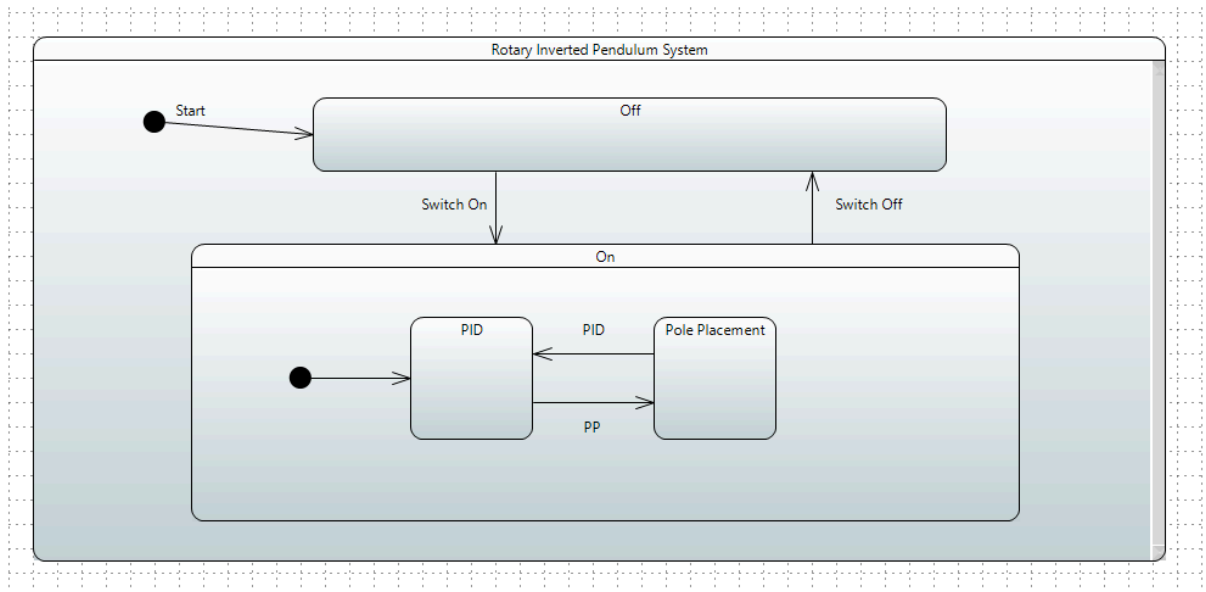 Rotary Inverted Pendulum System
Start
Off
Switch On
Switch Off
On
PID
PID
Pole Placement
PP